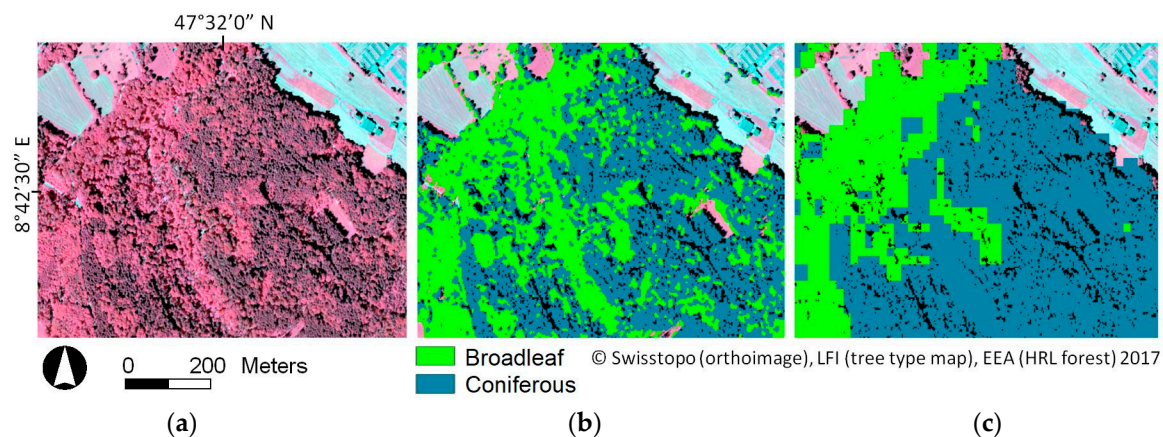 47°32’0” N
8°42’30” E
0 200 Meters
Broadleaf
Coniferous
© Swisstopo (orthoimage), LFI (tree type map), EEA (HRL forest) 2017
(a) (b) (c)